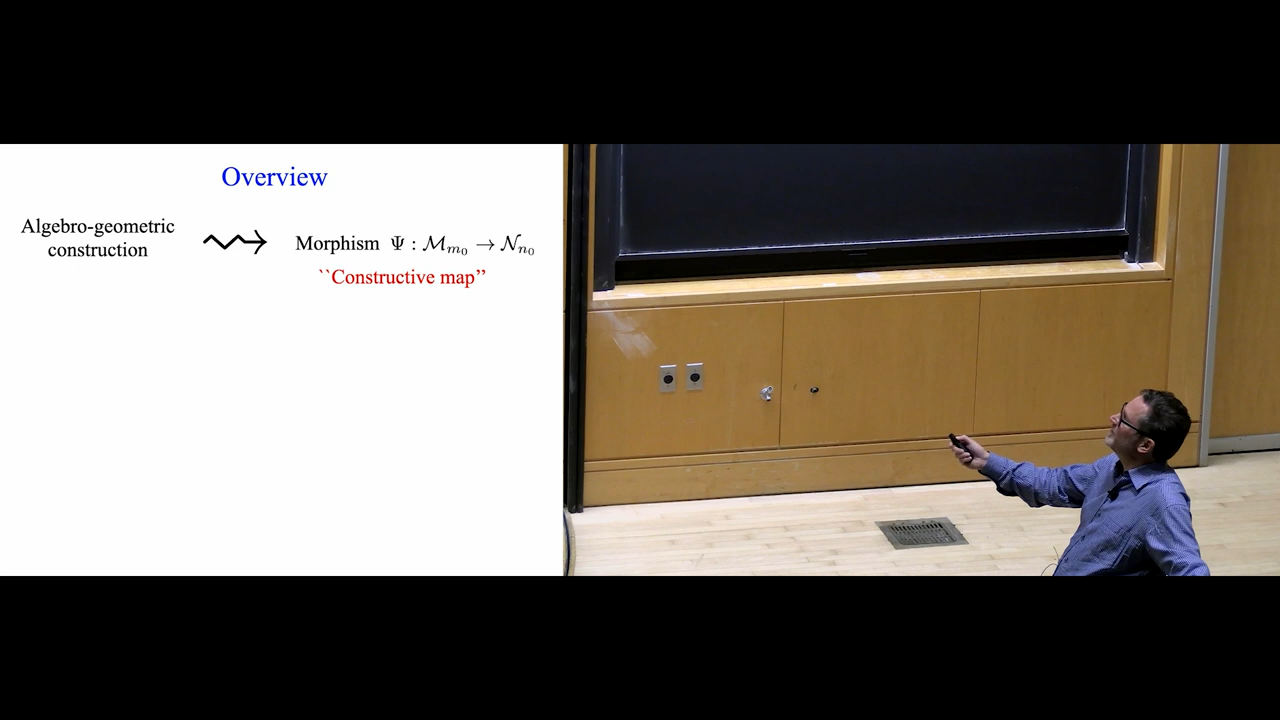 Overview
Algebro-geometric
construction
Morphism Ψ : ℳ_{m_0} → 𝒩_{n_0}
``Constructive map’’